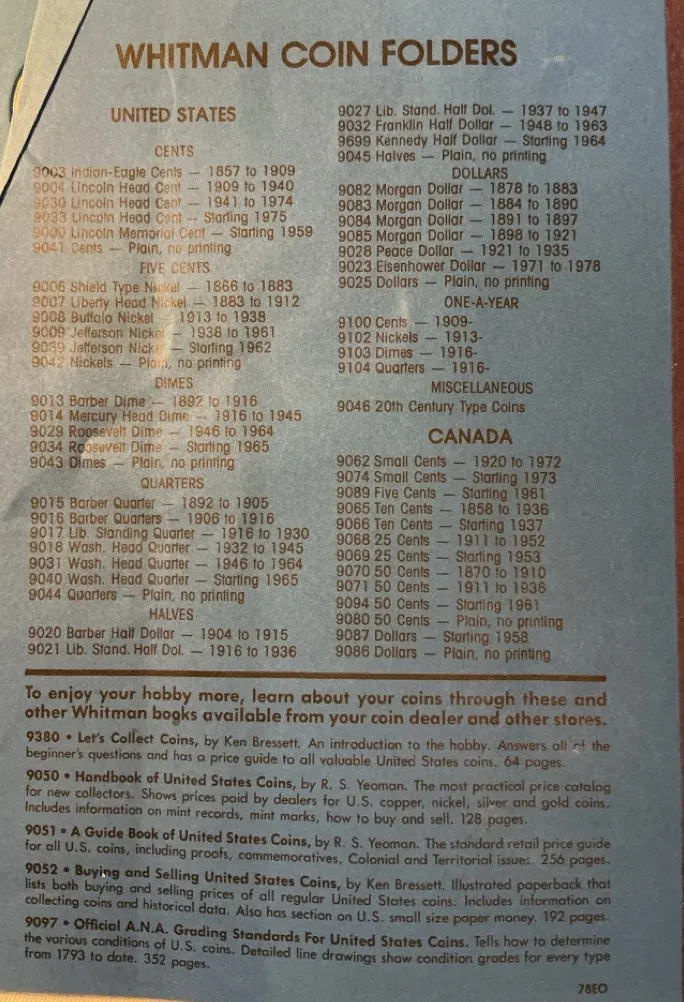 WHITMAN COIN FOLDERS
UNITED STATES
CENTS
9003 Indian-Eagle Cents — 1857 to 1909
9004 Lincoln Head Cent — 1909 to 1940
9030 Lincoln Head Cent — 1941 to 1974
9033 Lincoln Head Cent — Starting 1975
9000 Lincoln Memorial Cent — Starting 1959
9041 Cents — Plain, no printing
FIVE CENTS
9006 Shield Type Nickel — 1866 to 1883
9007 Liberty Head Nickel — 1883 to 1912
9008 Buffalo Nickel — 1913 to 1938
9009 Jefferson Nickel — 1938 to 1961
9039 Jefferson Nickel — Starting 1962
9042 Nickels — Plain, no printing
DIMES
9013 Barber Dime — 1892 to 1916
9014 Mercury Head Dime — 1916 to 1945
9029 Roosevelt Dime — 1946 to 1964
9034 Roosevelt Dime — Starting 1965
9043 Dimes — Plain, no printing
QUARTERS
9015 Barber Quarter — 1892 to 1905
9016 Barber Quarters — 1906 to 1916
9017 Lib. Standing Quarter — 1916 to 1930
9018 Wash. Head Quarter — 1932 to 1945
9031 Wash. Head Quarter — 1946 to 1964
9040 Wash. Head Quarter — Starting 1965
9044 Quarters — Plain, no printing
HALVES
9020 Barber Half Dollar — 1904 to 1915
9021 Lib. Stand. Half Dol. — 1916 to 1936
9027 Lib. Stand. Half Dol. — 1937 to 1947
9032 Franklin Half Dollar — 1948 to 1963
9699 Kennedy Half Dollar — Starting 1964
9045 Halves — Plain, no printing
DOLLARS
9082 Morgan Dollar — 1878 to 1883
9083 Morgan Dollar — 1884 to 1890
9084 Morgan Dollar — 1891 to 1897
9085 Morgan Dollar — 1898 to 1921
9028 Peace Dollar — 1921 to 1935
9023 Eisenhower Dollar — 1971 to 1978
9025 Dollars — Plain, no printing
ONE-A-YEAR
9100 Cents — 1909-
9102 Nickels — 1913-
9103 Dimes — 1916-
9104 Quarters — 1916-
MISCELLANEOUS
9046 20th Century Type Coins
CANADA
9062 Small Cents — 1920 to 1972
9074 Small Cents — Starting 1973
9089 Five Cents — Starting 1961
9065 Ten Cents — 1858 to 1936
9066 Ten Cents — Starting 1937
9068 25 Cents — 1911 to 1952
9069 25 Cents — Starting 1953
9070 50 Cents — 1870 to 1910
9071 50 Cents — 1911 to 1936
9094 50 Cents — Starting 1961
9080 50 Cents — Plain, no printing
9087 Dollars — Starting 1958
9086 Dollars — Plain, no printing
To enjoy your hobby more, learn about your coins through these and
other Whitman books available from your coin dealer and other stores.
9380 • Let's Collect Coins, by Ken Bressett. An introduction to the hobby. Answers all of the
beginner's questions and has a price guide to all valuable United States coins. 64 pages.
9050 • Handbook of United States Coins, by R. S. Yeoman. The most practical price catalog
for new collectors. Shows prices paid by dealers for U.S. copper, nickel, silver and gold coins.
Includes information on mint records, mint marks, how to buy and sell. 128 pages.
9051 • A Guide Book of United States Coins, by R. S. Yeoman. The standard retail price guide
for all U.S. coins, including proofs, commemoratives, Colonial and Territorial issues. 256 pages.
9052 • Buying and Selling United States Coins, by Ken Bressett. Illustrated paperback that
lists both buying and selling prices of all regular United States coins. Includes information on
collecting coins and historical data. Also has section on U.S. small size paper money. 192 pages.
9097 • Official A.N.A. Grading Standards For United States Coins. Tells how to determine
the various conditions of U.S. coins. Detailed line drawings show condition grades for every type
from 1793 to date. 352 pages.
78EO